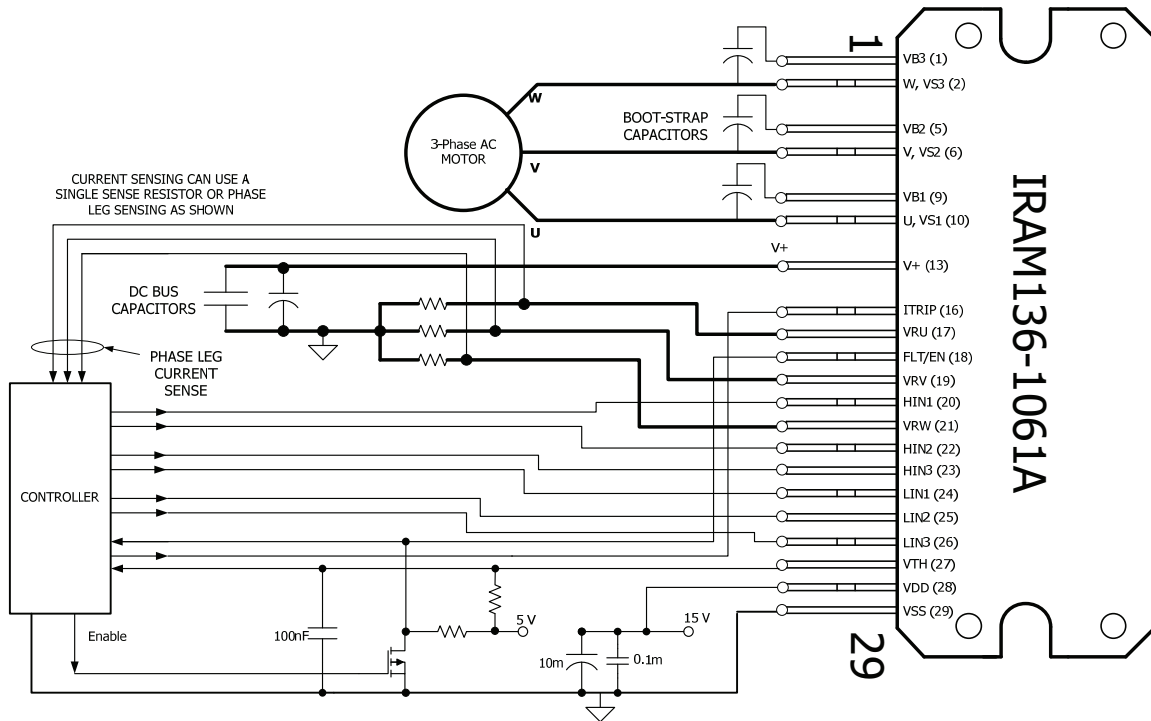 1
VB3 (1)
W, VS3 (2)
W
BOOT-STRAP
CAPACITORS
VB2 (5)
3-Phase AC
MOTOR
V, VS2 (6)
V
CURRENT SENSING CAN USE A
SINGLE SENSE RESISTOR OR PHASE
LEG SENSING AS SHOWN
VB1 (9)
U, VS1 (10)
U
V+
V+ (13)
IRAM136-1061A
DC BUS
CAPACITORS
ITRIP (16)
VRU (17)
PHASE LEG
CURRENT
SENSE
FLT/EN (18)
VRV (19)
HIN1 (20)
VRW (21)
HIN2 (22)
HIN3 (23)
CONTROLLER
LIN1 (24)
LIN2 (25)
LIN3 (26)
VTH (27)
VDD (28)
VSS (29)
Enable
100nF
5 V
15 V
10m
0.1m
29